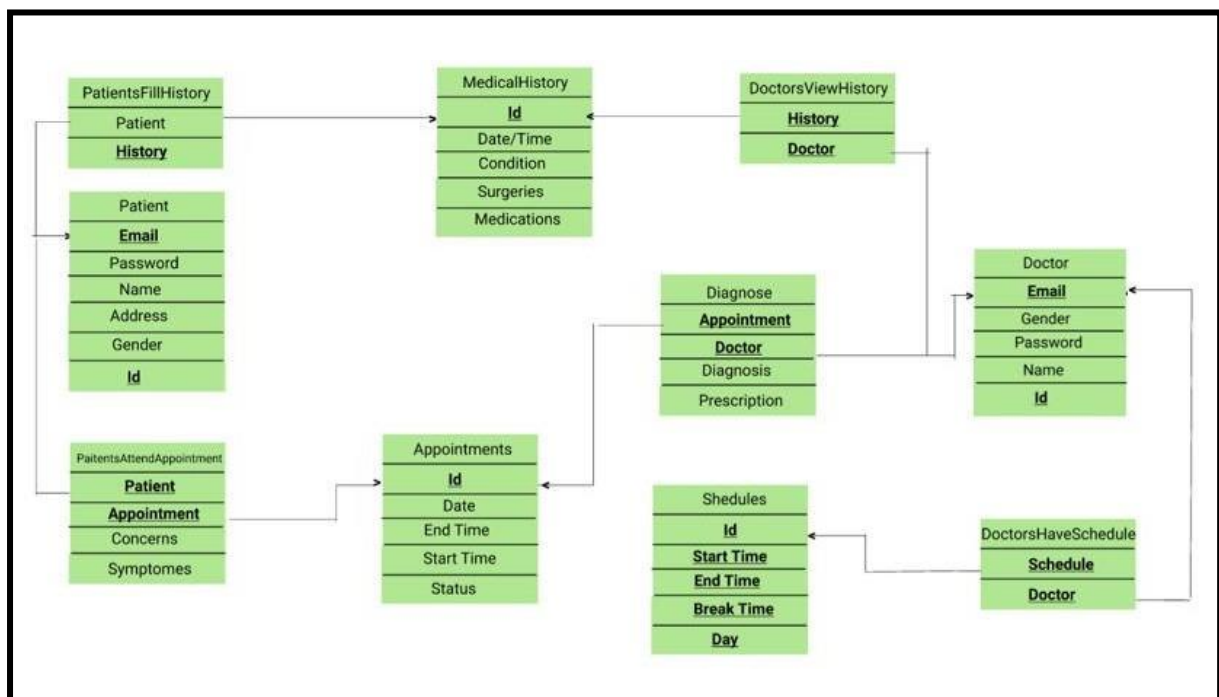 PatientsFillHistory
Patient
History
Patient
Email
Password
Name
Address
Gender
Id
PaitentsAttendAppointment
Patient
Appointment
Concerns
Symptomes
MedicalHistory
Id
Date/Time
Condition
Surgeries
Medications
Appointments
Id
Date
End Time
Start Time
Status
DoctorsViewHistory
History
Doctor
Diagnose
Appointment
Doctor
Diagnosis
Prescription
Shedules
Id
Start Time
End Time
Break Time
Day
Doctor
Email
Gender
Password
Name
Id
DoctorsHaveSchedule
Schedule
Doctor